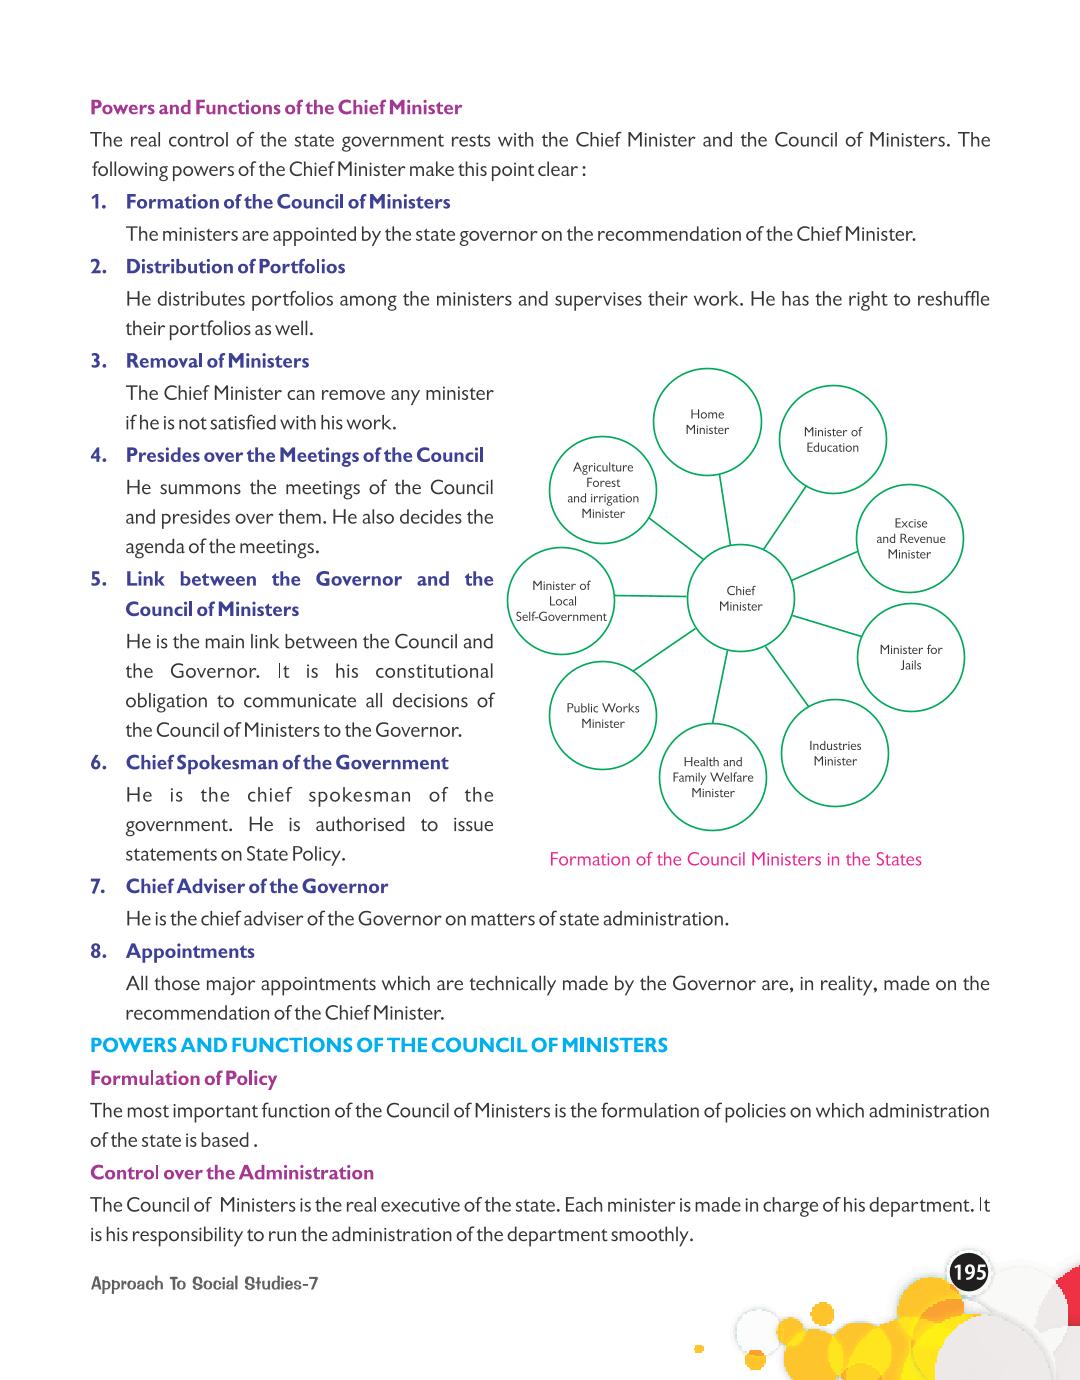 Powers and Functions of the Chief Minister
The real control of the state government rests with the Chief Minister and the Council of Ministers. The
following powers of the Chief Minister make this point clear :
1. Formation of the Council of Ministers
The ministers are appointed by the state governor on the recommendation of the Chief Minister.
2. Distribution of Portfolios
He distributes portfolios among the ministers and supervises their work. He has the right to reshuffle
their portfolios as well.
3. Removal of Ministers
The Chief Minister can remove any minister
if he is not satisfied with his work.
4. Presides over the Meetings of the Council
He summons the meetings of the Council
and presides over them. He also decides the
agenda of the meetings.
5. Link between the Governor and the
Council of Ministers
He is the main link between the Council and
the Governor. It is his constitutional
obligation to communicate all decisions of
the Council of Ministers to the Governor.
6. Chief Spokesman of the Government
He is the chief spokesman of the
government. He is authorised to issue
statements on State Policy.
Home
Minister
Minister of
Education
Agriculture
Forest
and irrigation
Minister
Excise
and Revenue
Minister
Minister of
Local
Self-Government
Chief
Minister
Minister for
Jails
Public Works
Minister
Industries
Minister
Health and
Family Welfare
Minister
Formation of the Council Ministers in the States
7. Chief Adviser of the Governor
He is the chief adviser of the Governor on matters of state administration.
8. Appointments
All those major appointments which are technically made by the Governor are, in reality, made on the
recommendation of the Chief Minister.
POWERS AND FUNCTIONS OF THE COUNCIL OF MINISTERS
Formulation of Policy
The most important function of the Council of Ministers is the formulation of policies on which administration
of the state is based .
Control over the Administration
The Council of Ministers is the real executive of the state. Each minister is made in charge of his department. It
is his responsibility to run the administration of the department smoothly.
Approach To Social Studies-7
195